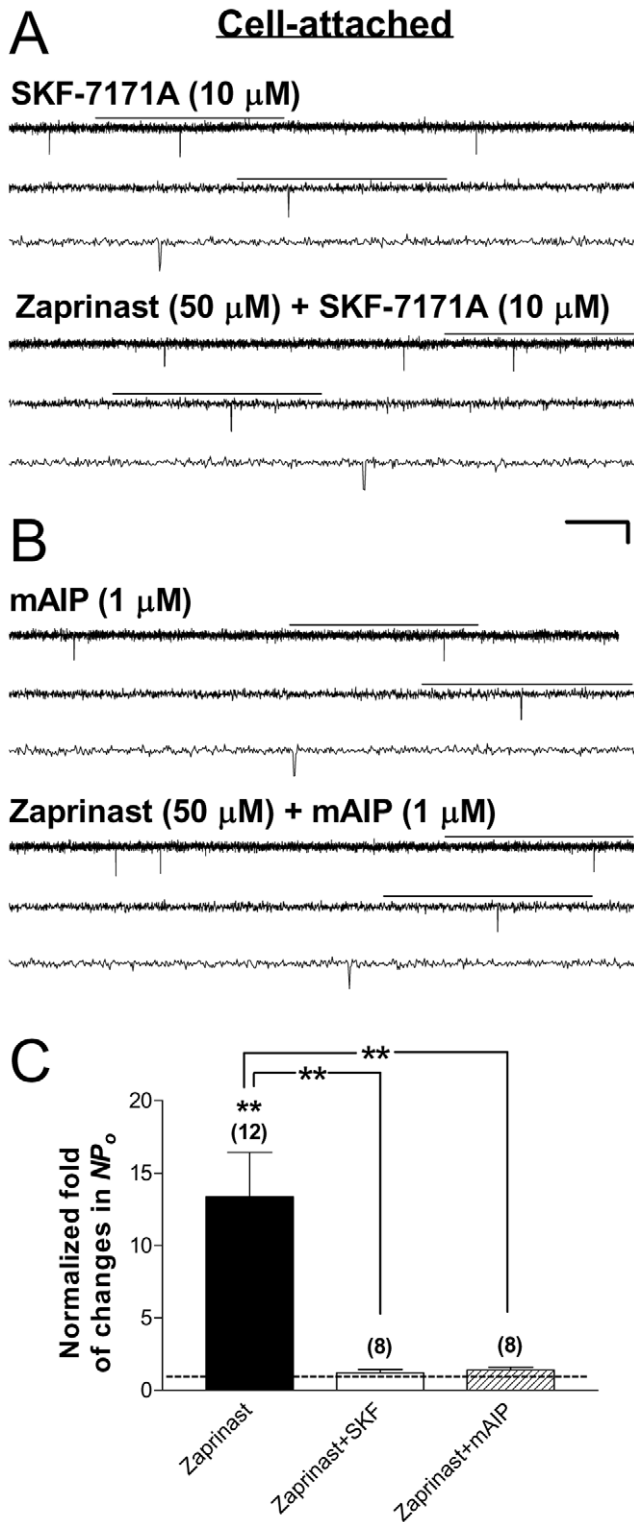 A
Cell-attached
SKF-7171A (10 μM)
Zaprinast (50 μM) + SKF-7171A (10 μM)
B
mAIP (1 μM)
Zaprinast (50 μM) + mAIP (1 μM)
C
**
**
**
(12)
(8)
(8)
Normalized fold
of changes in NPo
20
15
10
5
0
Zaprinast
Zaprinast+SKF
Zaprinast+mAIP